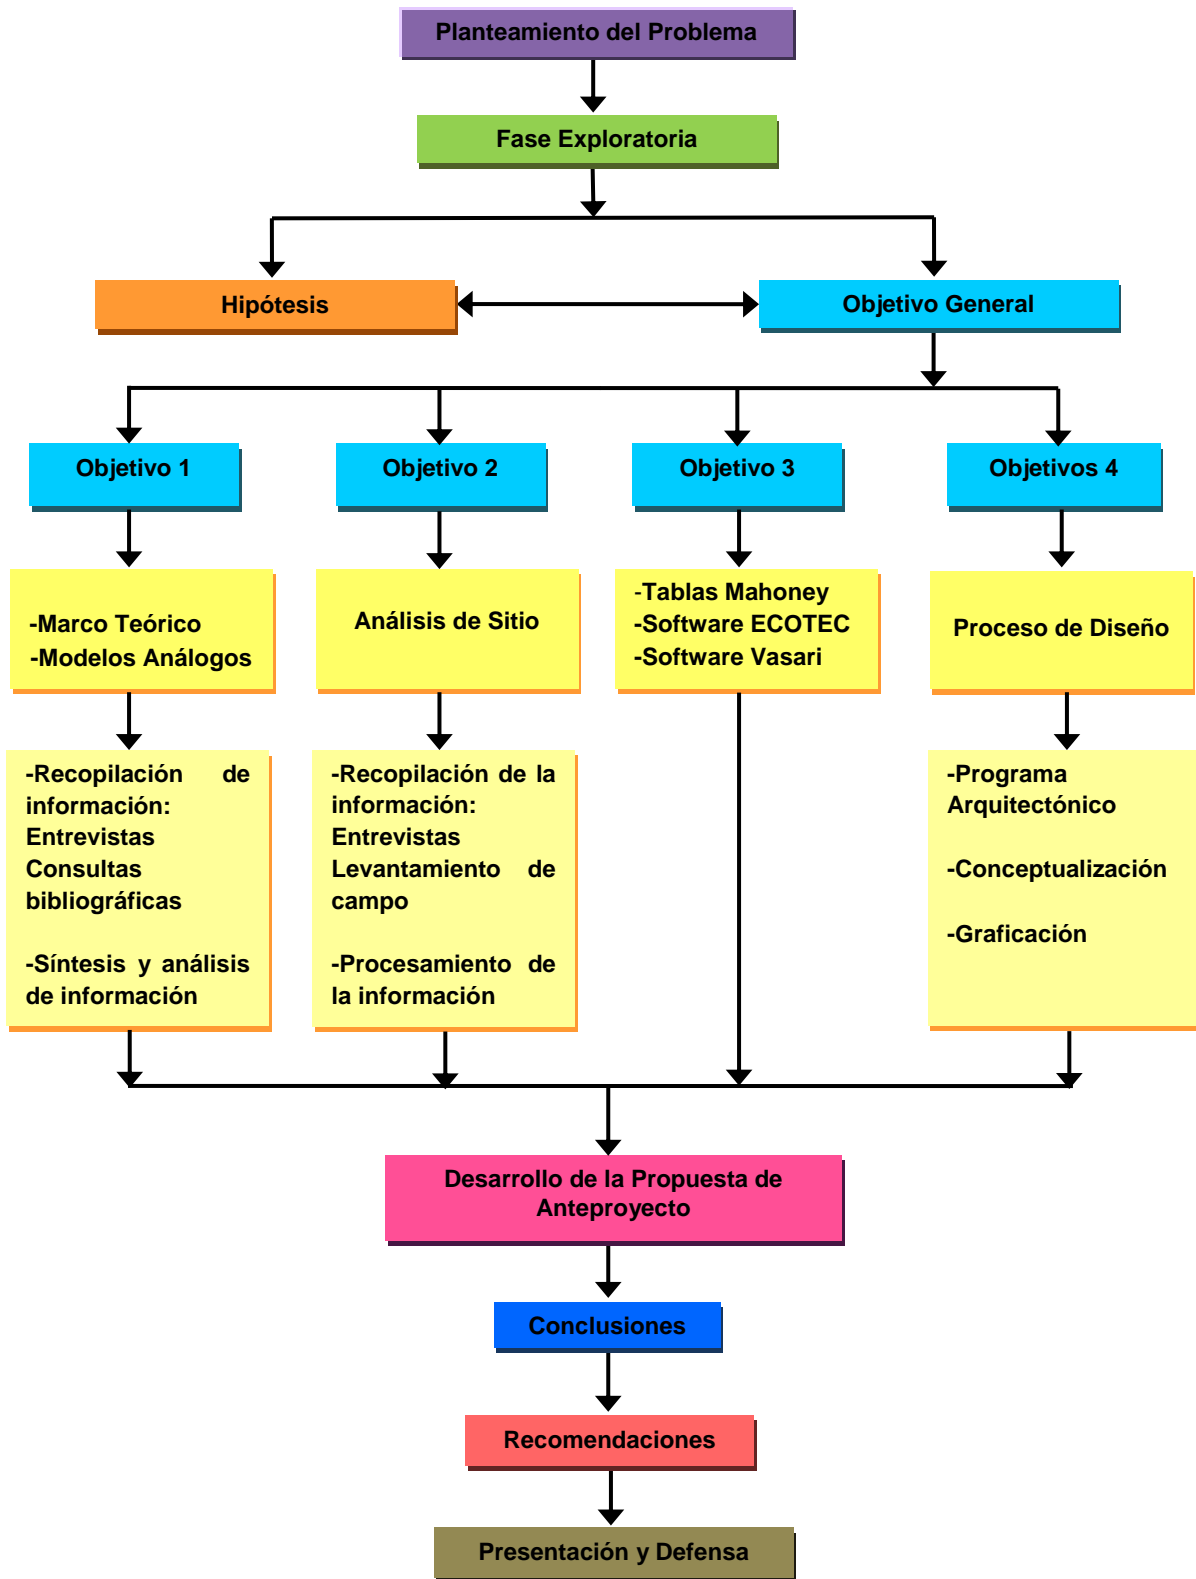 Planteamiento del Problema
Fase Exploratoria
Hipótesis
Objetivo General
Objetivo 1
Objetivo 2
Objetivo 3
Objetivos 4
-Marco Teórico
-Modelos Análogos
Análisis de Sitio
-Tablas Mahoney
-Software ECOTEC
-Software Vasari
Proceso de Diseño
-Recopilación de
información:
Entrevistas
Consultas
bibliográficas
-Síntesis y análisis
de información
-Recopilación de la
información:
Entrevistas
Levantamiento de
campo
-Procesamiento de
la información
-Programa
Arquitectónico
-Conceptualización
-Graficación
Desarrollo de la Propuesta de
Anteproyecto
Conclusiones
Recomendaciones
Presentación y Defensa